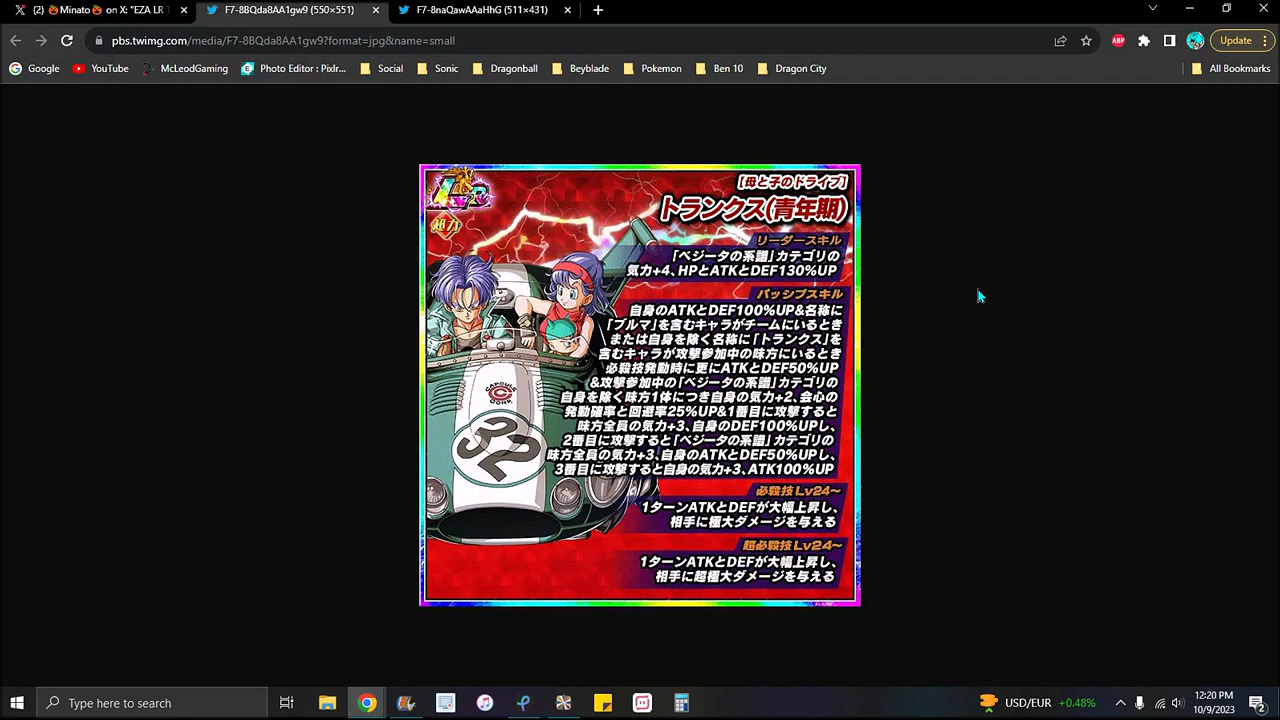 (2) 🎃Minato🎃 on X: "EZA LR T
F7-8BQda8AA1gw9 (550×551)
F7-8naQawAAaHhG (511×431)
pbs.twimg.com/media/F7-8BQda8AA1gw9?format=jpg&name=small
ABP
Update
Google
YouTube
McLeodGaming
Photo Editor : Pixlr...
Social
Sonic
Dragonball
Beyblade
Pokemon
Ben 10
Dragon City
All Bookmarks
LR
[母と子のドライブ]
トランクス(青年期)
超力
リーダースキル
「ベジータの系譜」カテゴリの
気力+4、HPとATKとDEF130%UP
パッシブスキル
自身のATKとDEF100%UP&名称に
「ブルマ」を含むキャラがチームにいるとき
または自身を除く名称に「トランクス」を
含むキャラが攻撃参加中の味方にいるとき
必殺技発動時に更にATKとDEF50%UP
&攻撃参加中の「ベジータの系譜」カテゴリの
自身を除く味方1体につき自身の気力+2、会心の
発動確率と回避率25%UP&1番目に攻撃すると
味方全員の気力+3、自身のDEF100%UPし、
2番目に攻撃すると「ベジータの系譜」カテゴリの
味方全員の気力+3、自身のATKとDEF50%UPし、
3番目に攻撃すると自身の気力+3、ATK100%UP
CAPSULE
CORP.
32
必殺技Lv24~
1ターンATKとDEFが大幅上昇し、
相手に極大ダメージを与える
超必殺技Lv24~
1ターンATKとDEFが大幅上昇し、
相手に超極大ダメージを与える
Type here to search
USD/EUR +0.48%
12:20 PM
10/9/2023
2